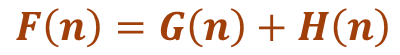 F(n) = G(n) + H(n)